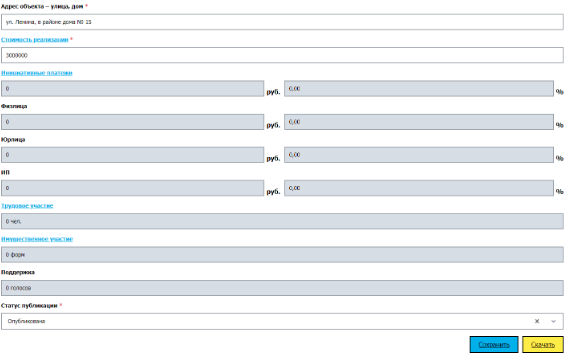 Адрес объекта – улица, дом *
ул. Ленина, в районе дома № 15
Стоимость реализации *
3000000
Инициативные платежи
0 руб. 0,00 %
Физлица
0 руб. 0,00 %
Юрлица
0 руб. 0,00 %
ИП
0 руб. 0,00 %
Трудовое участие
0 чел.
Имущественное участие
0 форм
Поддержка
0 голосов
Статус публикации *
Опубликована
Сохранить Скачать